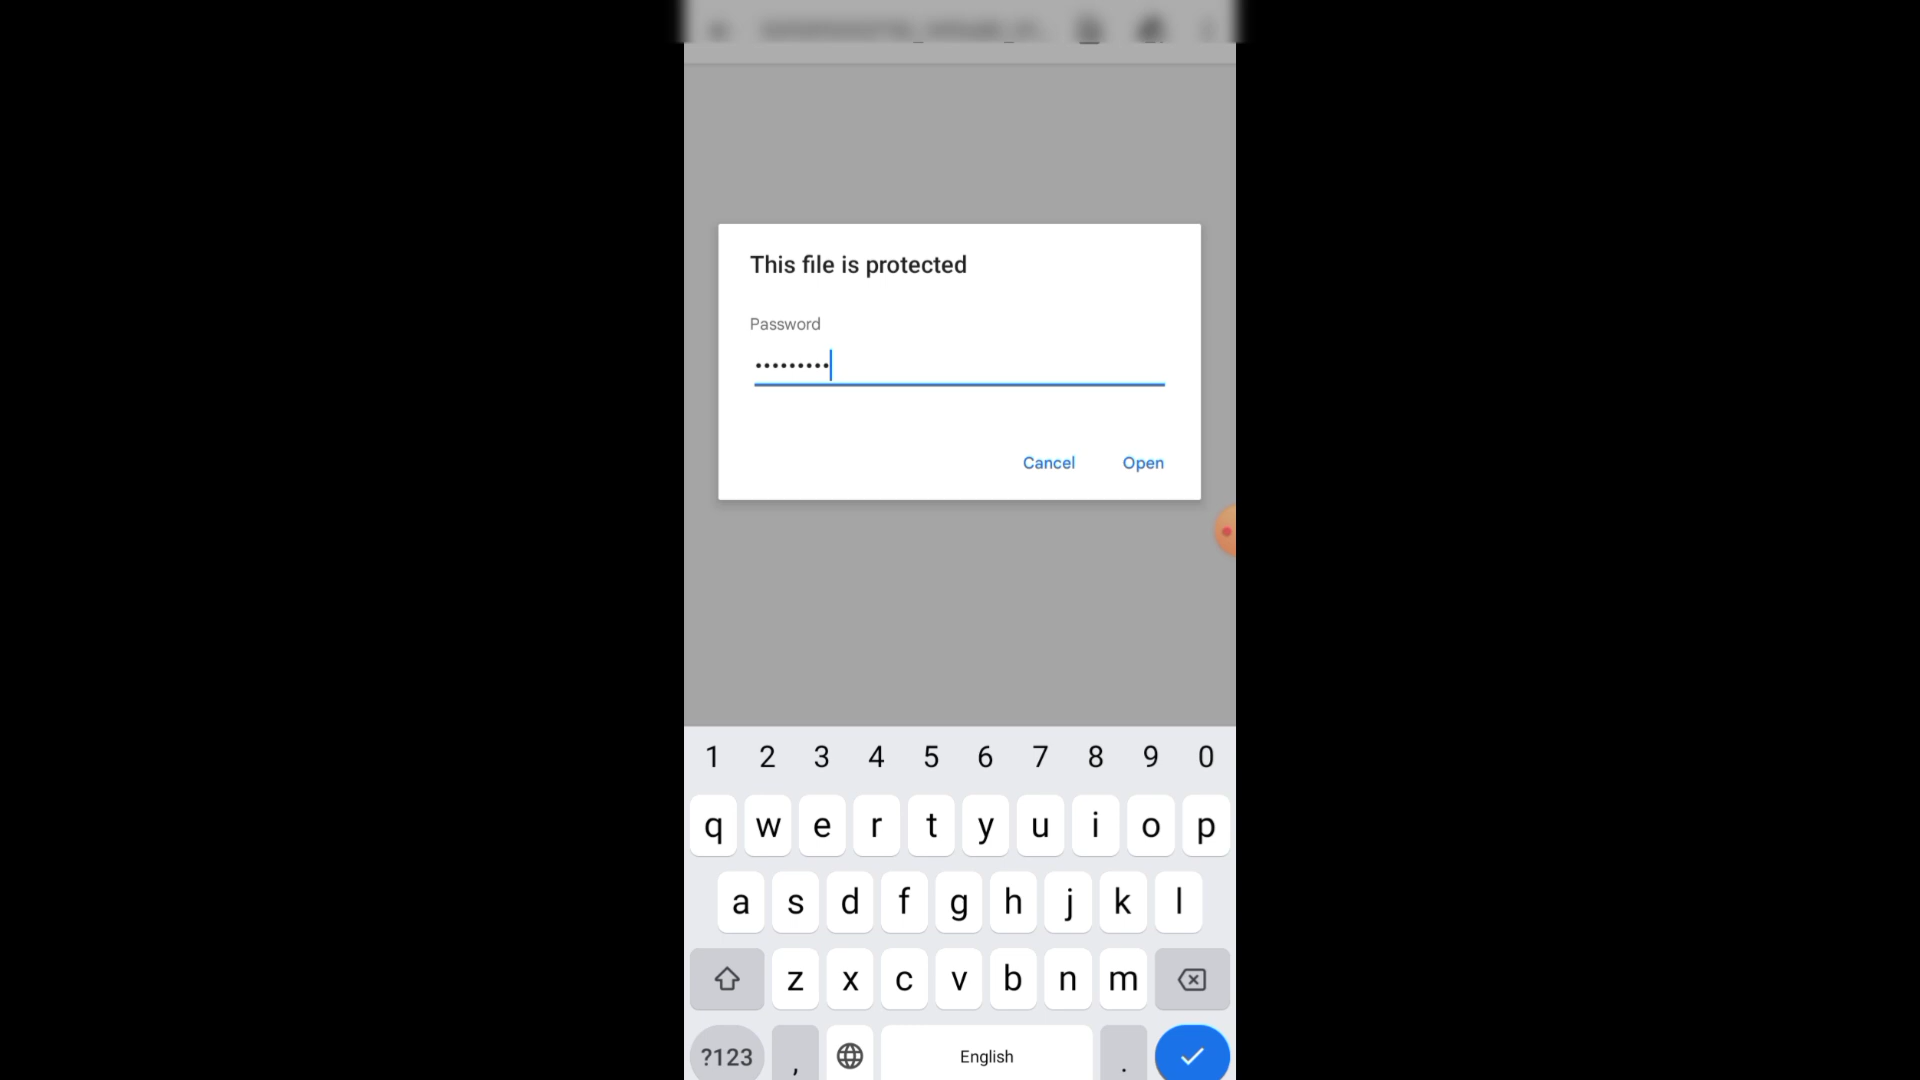 This file is protected
Password
•••••••••
Cancel Open
1 2 3 4 5 6 7 8 9 0
q w e r t y u i o p
a s d f g h j k l
z x c v b n m
?123 , English .